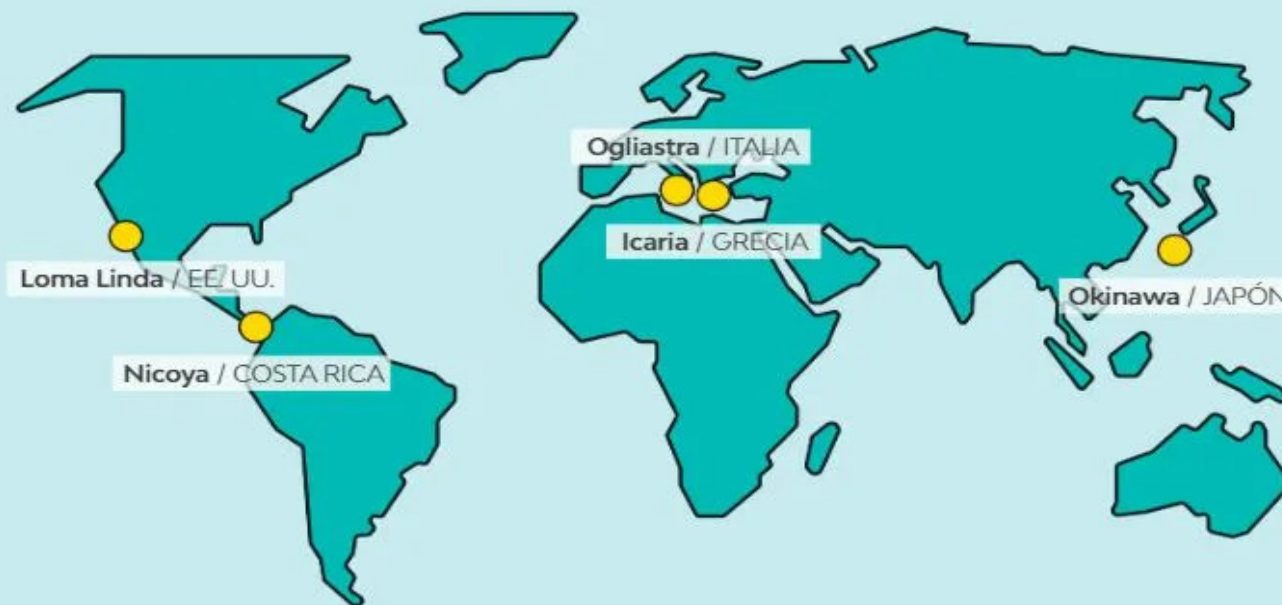 Ogliastra / ITALIA
Icaria / GRECIA
Loma Linda / EE. UU.
Okinawa / JAPÓN
Nicoya / COSTA RICA